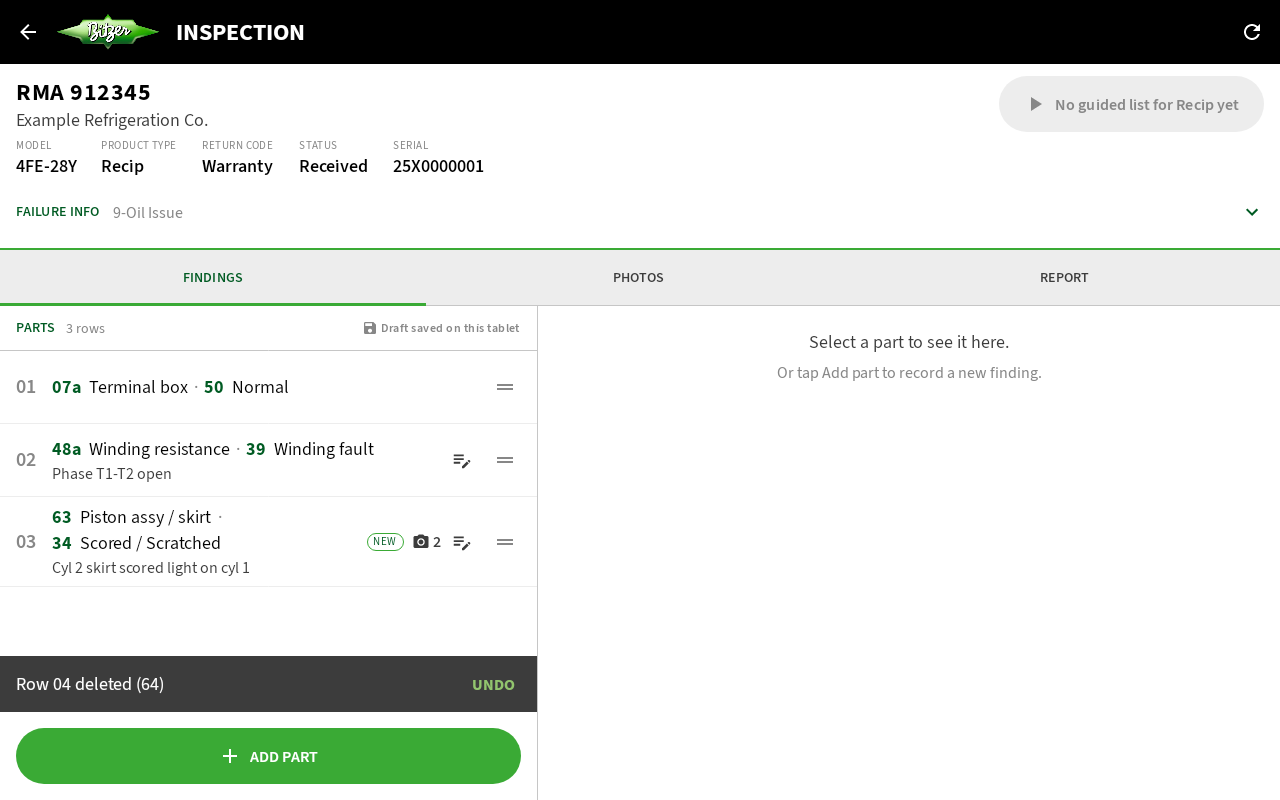 Bitzer INSPECTION
RMA 912345
Example Refrigeration Co.
No guided list for Recip yet
MODEL PRODUCT TYPE RETURN CODE STATUS SERIAL
4FE-28Y Recip Warranty Received 25X0000001
FAILURE INFO 9-Oil Issue
FINDINGS PHOTOS REPORT
PARTS 3 rows Draft saved on this tablet
01 07a Terminal box · 50 Normal
02 48a Winding resistance · 39 Winding fault
Phase T1-T2 open
63 Piston assy / skirt ·
03 34 Scored / Scratched NEW 2
Cyl 2 skirt scored light on cyl 1
Row 04 deleted (64) UNDO
ADD PART
Select a part to see it here.
Or tap Add part to record a new finding.